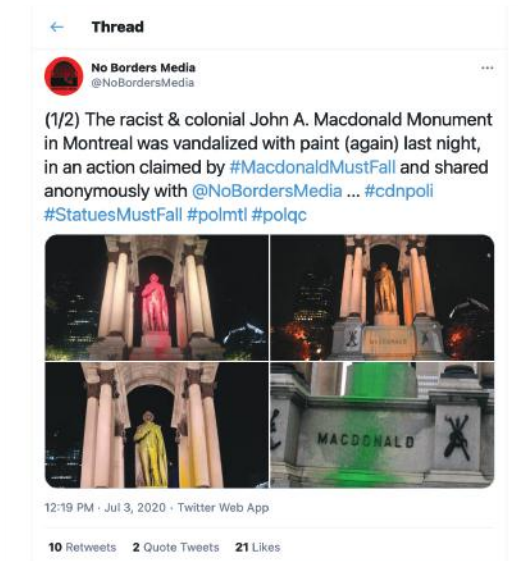 ← Thread
No Borders Media
@NoBordersMedia
(1/2) The racist & colonial John A. Macdonald Monument
in Montreal was vandalized with paint (again) last night,
in an action claimed by #MacdonaldMustFall and shared
anonymously with @NoBordersMedia ... #cdnpoli
#StatuesMustFall #polmtl #polqc
MACDONALD
MACDONALD
12:19 PM · Jul 3, 2020 · Twitter Web App
10 Retweets 2 Quote Tweets 21 Likes